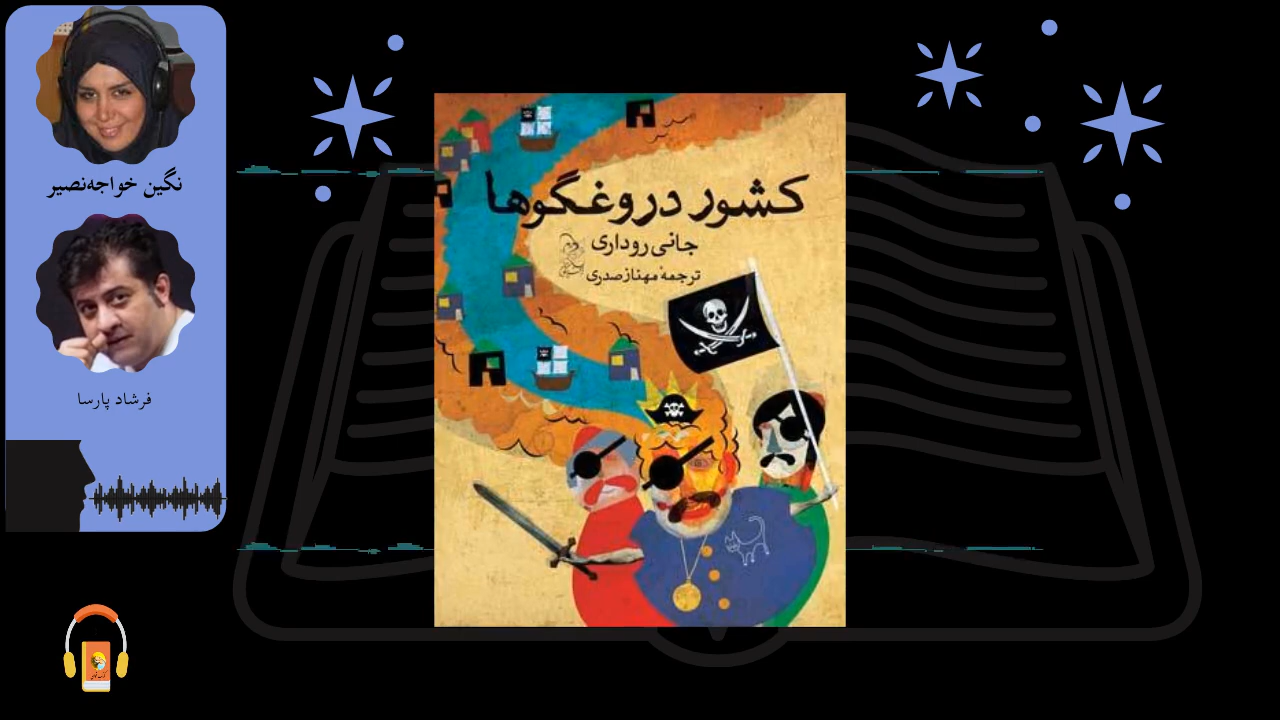 نگین خواجه‌نصیر
فرشاد پارسا
کشور دروغگوها
جانی روداری
ترجمهٔ مهناز صدری